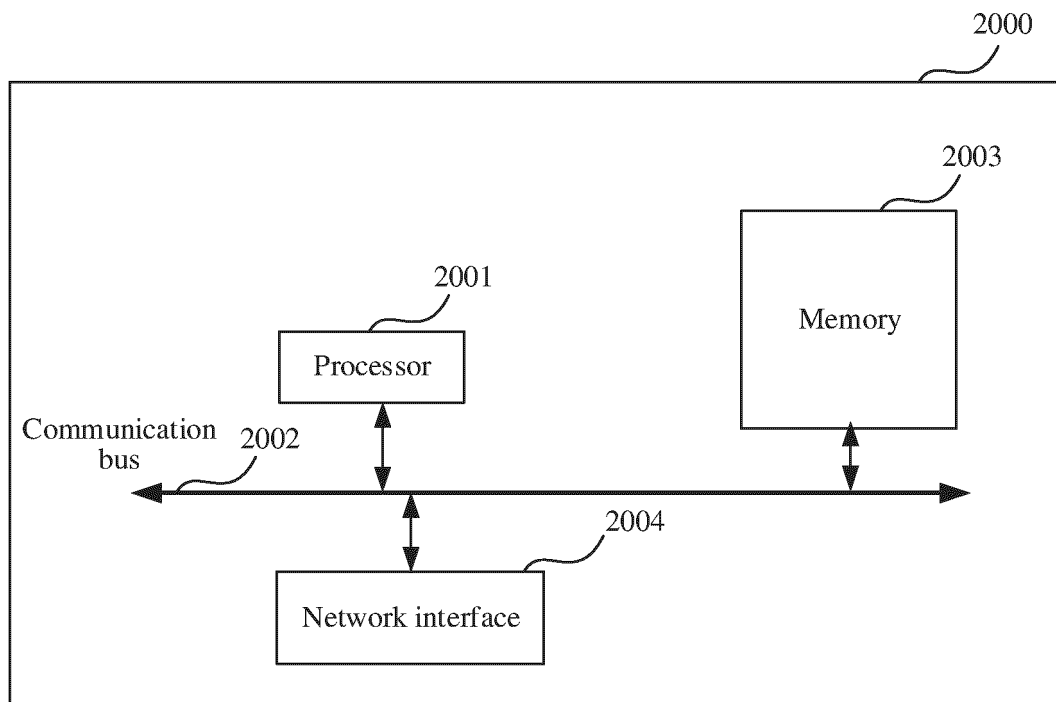 2000
2003
2001
Memory
Processor
Communication
bus
2002
2004
Network interface